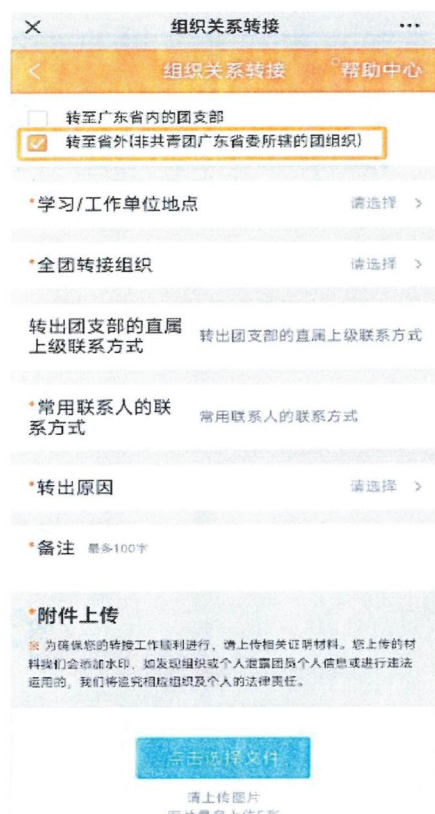 组织关系转接
组织关系转接 帮助中心
转至广东省内的团支部
转至省外(非共青团广东省委所辖的团组织)
*学习/工作单位地点 请选择 >
*全团转接组织 请选择 >
转出团支部的直属
上级联系方式
转出团支部的直属上级联系方式
*常用联系人的联
系方式
常用联系人的联系方式
*转出原因 请选择 >
*备注 最多100字
*附件上传
※ 为确保您的转接工作顺利进行，请上传相关证明材料。您上传的材
料我们会添加水印，如发现组织或个人泄露团员个人信息或进行违法
运用的，我们将追究相应组织及个人的法律责任。
点击选择文件
请上传图片